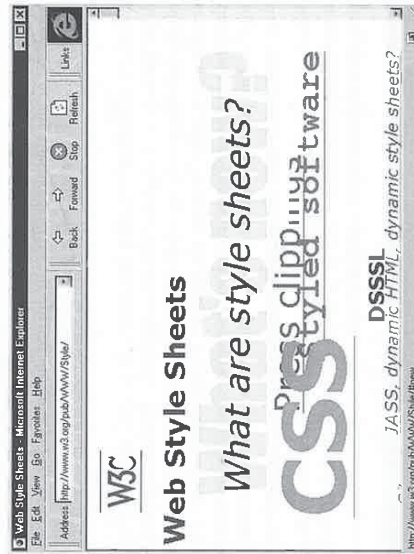 Web Style Sheets - Microsoft Internet Explorer
File Edit View Go Favorites Help
Address http://www.w3.org/pub/WWW/Style/
Back Forward Stop Refresh Links
W3C
Web Style Sheets
What's new?
What are style sheets?
Press clippings
Styled software
CSS
DSSSL
JASS, dynamic HTML, dynamic style sheets?